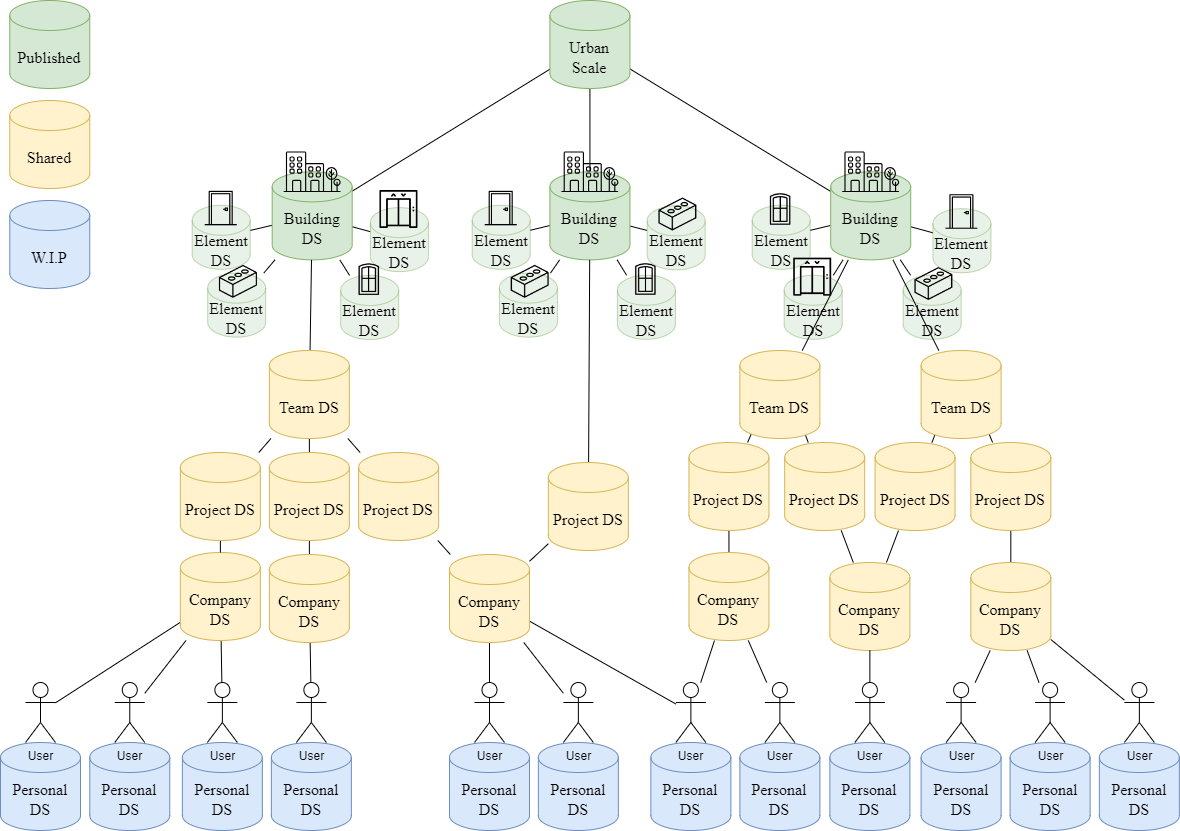 Published
Shared
W.I.P
Urban
Scale
Building
DS
Element
DS
Element
DS
Element
DS
Element
DS
Building
DS
Element
DS
Element
DS
Element
DS
Element
DS
Building
DS
Element
DS
Element
DS
Element
DS
Element
DS
Team DS
Team DS
Team DS
Project DS
Project DS
Project DS
Project DS
Project DS
Project DS
Project DS
Project DS
Company
DS
Company
DS
Company
DS
Company
DS
Company
DS
Company
DS
User
Personal
DS
User
Personal
DS
User
Personal
DS
User
Personal
DS
User
Personal
DS
User
Personal
DS
User
Personal
DS
User
Personal
DS
User
Personal
DS
User
Personal
DS
User
Personal
DS
User
Personal
DS